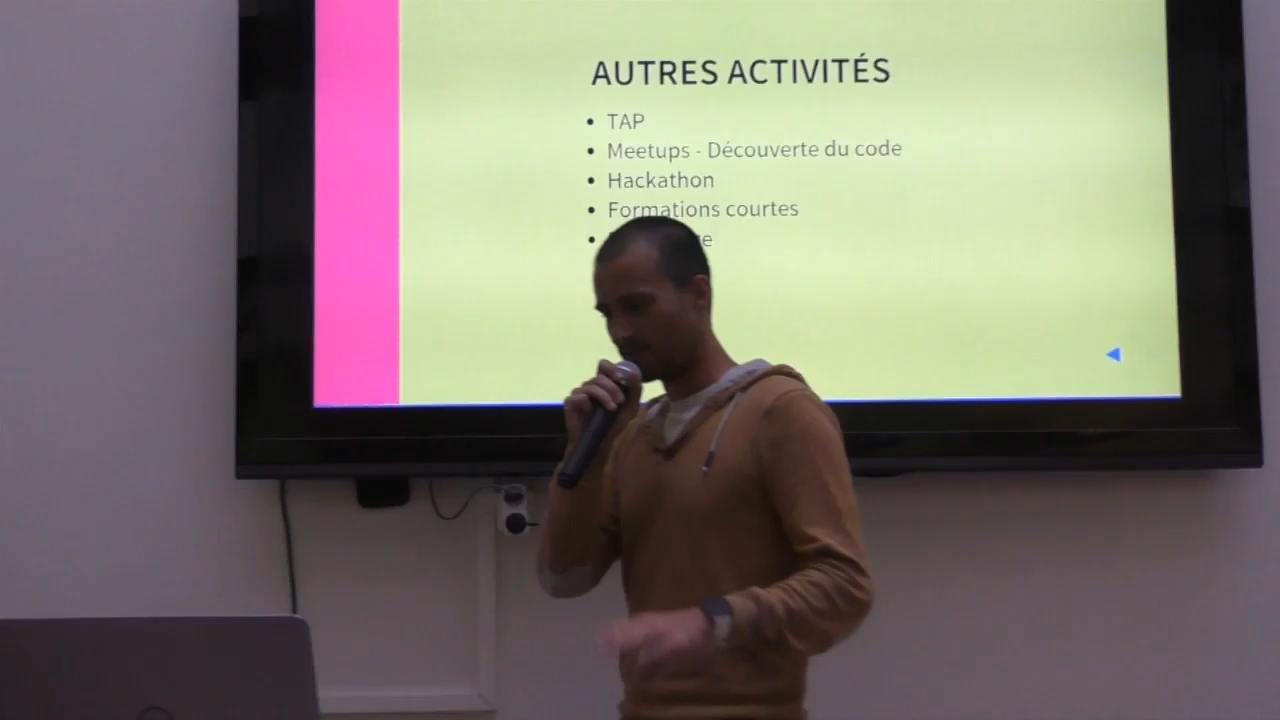 AUTRES ACTIVITÉS
• TAP
• Meetups - Découverte du code
• Hackathon
• Formations courtes